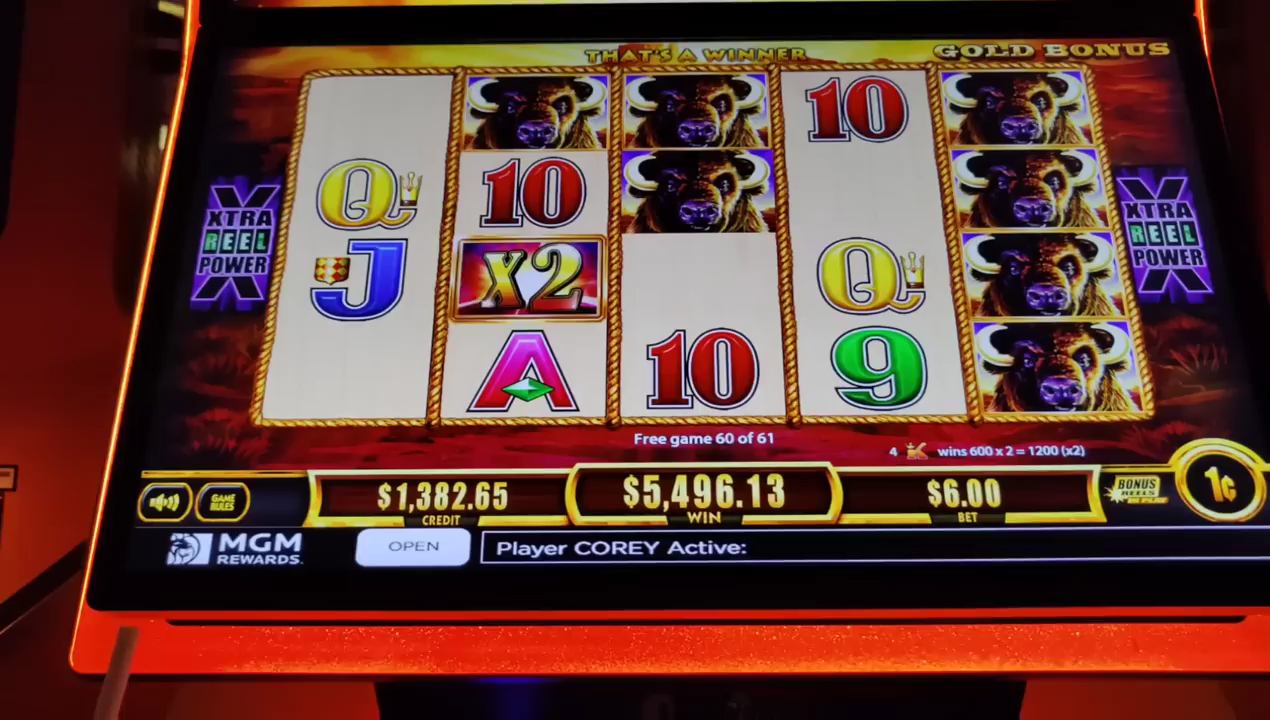 THAT'S A WINNER
GOLD BONUS
10
Q
10
XTRA
REEL
POWER
XTRA
REEL
POWER
J
X2
Q
A
10
9
Free game 60 of 61
4 wins 600 x 2 = 1200 (x2)
GAME
RULES
$1,382.65
CREDIT
$5,496.13
WIN
$6.00
BET
BONUS
REELS
1¢
MGM
REWARDS.
OPEN
Player COREY Active: